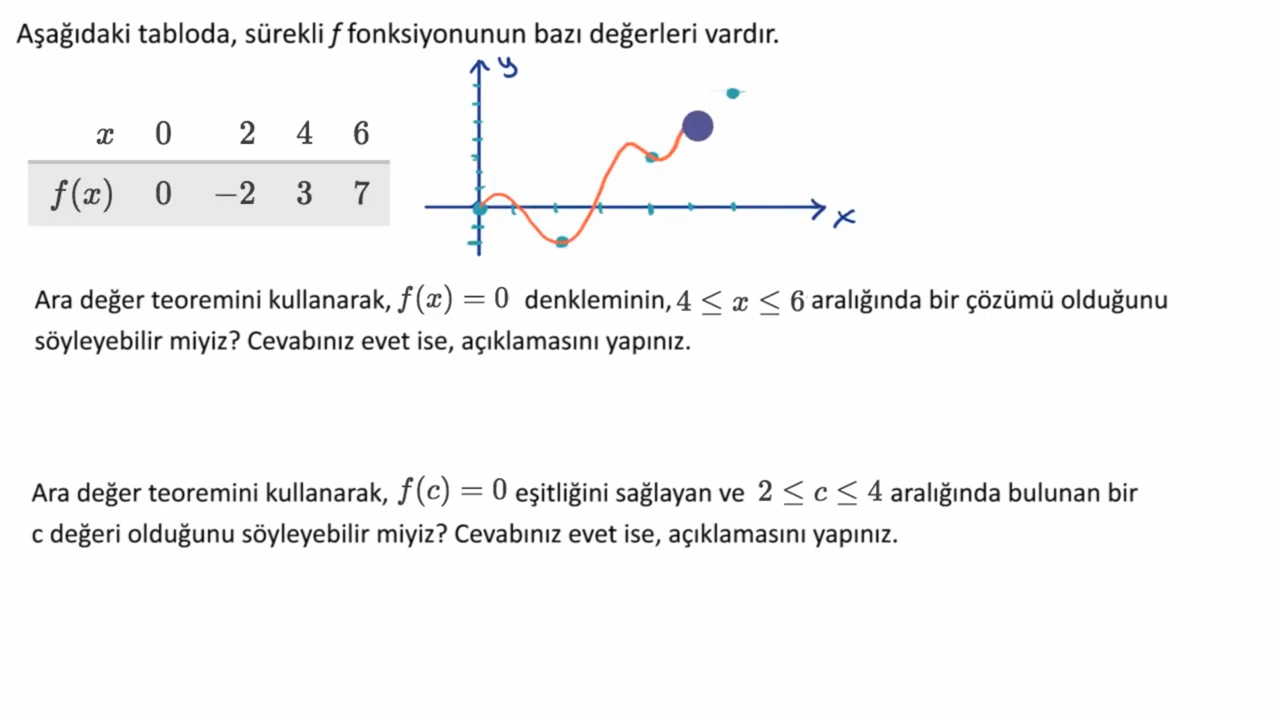 Aşağıdaki tabloda, sürekli f fonksiyonunun bazı değerleri vardır.
y
x 0 2 4 6
f(x) 0 −2 3 7
x
Ara değer teoremini kullanarak, f(x) = 0 denkleminin, 4 ≤ x ≤ 6 aralığında bir çözümü olduğunu
söyleyebilir miyiz? Cevabınız evet ise, açıklamasını yapınız.
Ara değer teoremini kullanarak, f(c) = 0 eşitliğini sağlayan ve 2 ≤ c ≤ 4 aralığında bulunan bir
c değeri olduğunu söyleyebilir miyiz? Cevabınız evet ise, açıklamasını yapınız.